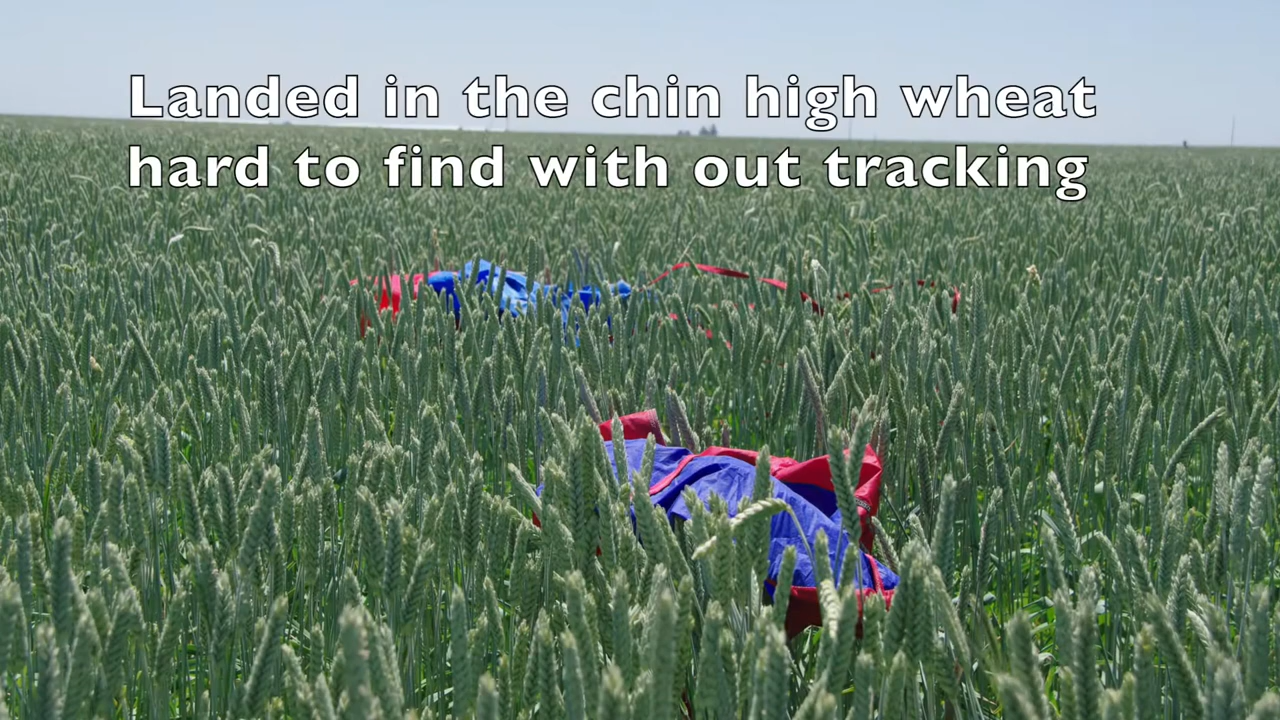 Landed in the chin high wheat
hard to find with out tracking